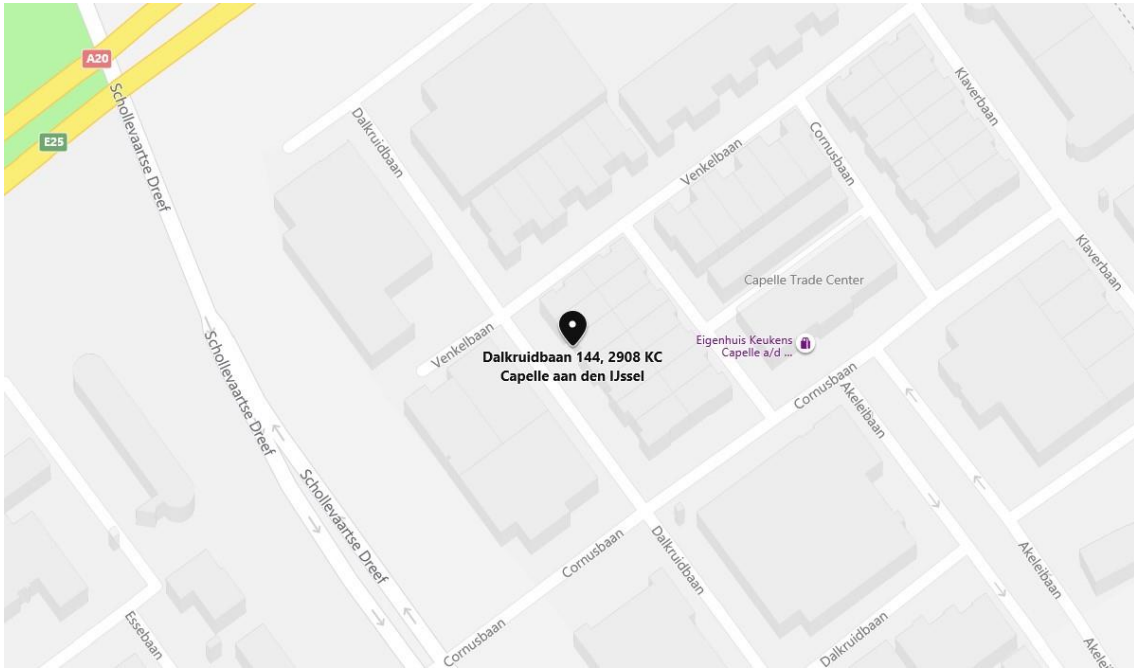 A20
E25
Schollevaartse Dreef
Dalkruidbaan
Venkelbaan
Cornusbaan
Klaverbaan
Klaverbaan
Capelle Trade Center
Eigenhuis Keukens
Capelle a/d ...
Venkelbaan
Dalkruidbaan 144, 2908 KC
Capelle aan den IJssel
Schollevaartse Dreef
Cornusbaan
Akeleibaan
Schollevaartse Dreef
Cornusbaan
Dalkruidbaan
Akeleibaan
Essebaan
Cornusbaan
Dalkruidbaan
Akelei